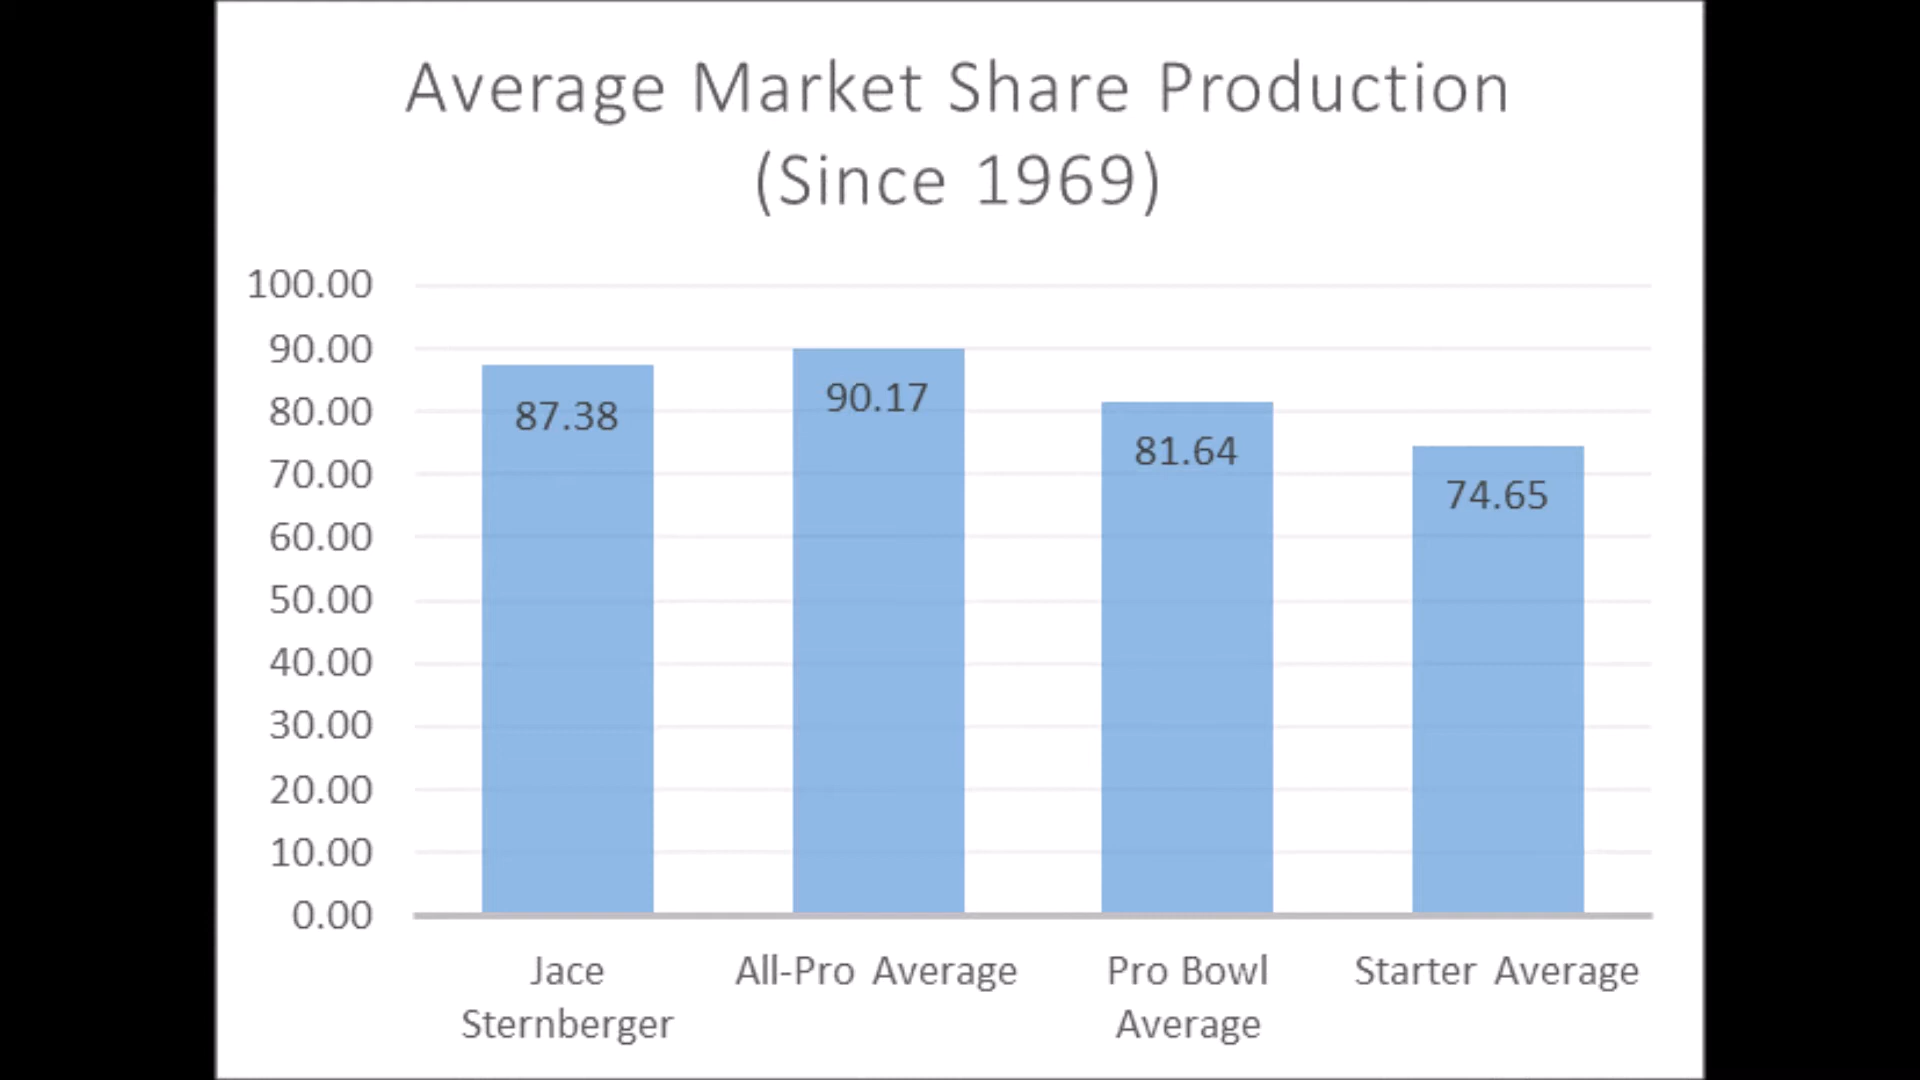 Average Market Share Production
(Since 1969)
100.00
90.00
80.00
70.00
60.00
50.00
40.00
30.00
20.00
10.00
0.00
87.38
90.17
81.64
74.65
Jace
Sternberger
All-Pro Average
Pro Bowl
Average
Starter Average